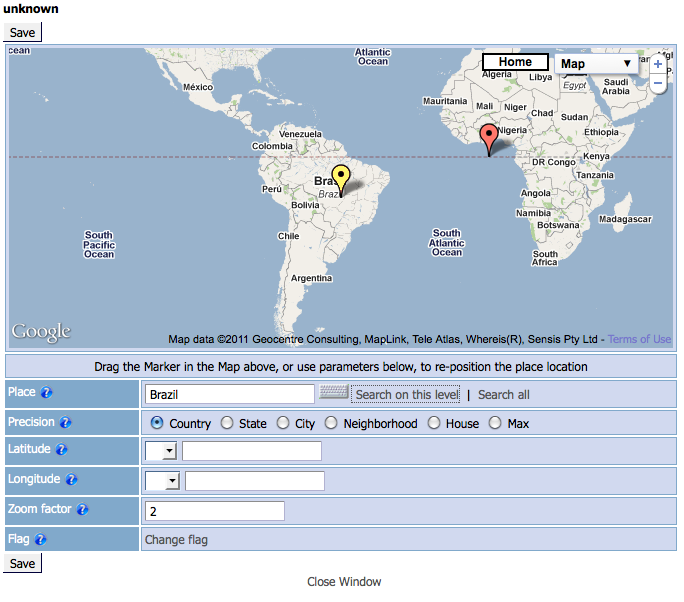 unknown
Save
cean
Atlantic
Ocean
Home
Map
México
Algeria
Libya
Egypt
Saudi
Arabia
Mauritania
Mali
Niger
Chad
Sudan
Nigeria
Ethiopia
Venezuela
Colombia
DR Congo
Kenya
Tanzania
Perú
Bras
Brazil
Bolivia
Angola
Namibia
Botswana
Madagascar
South
Pacific
Ocean
Chile
South
Atlantic
Ocean
South
Africa
Argentina
Google
Map data ©2011 Geocentre Consulting, MapLink, Tele Atlas, Whereis(R), Sensis Pty Ltd - Terms of Use
Drag the Marker in the Map above, or use parameters below, to re-position the place location
Place ? Brazil Search on this level | Search all
Precision ? Country State City Neighborhood House Max
Latitude ?
Longitude ?
Zoom factor ? 2
Flag ? Change flag
Save
Close Window